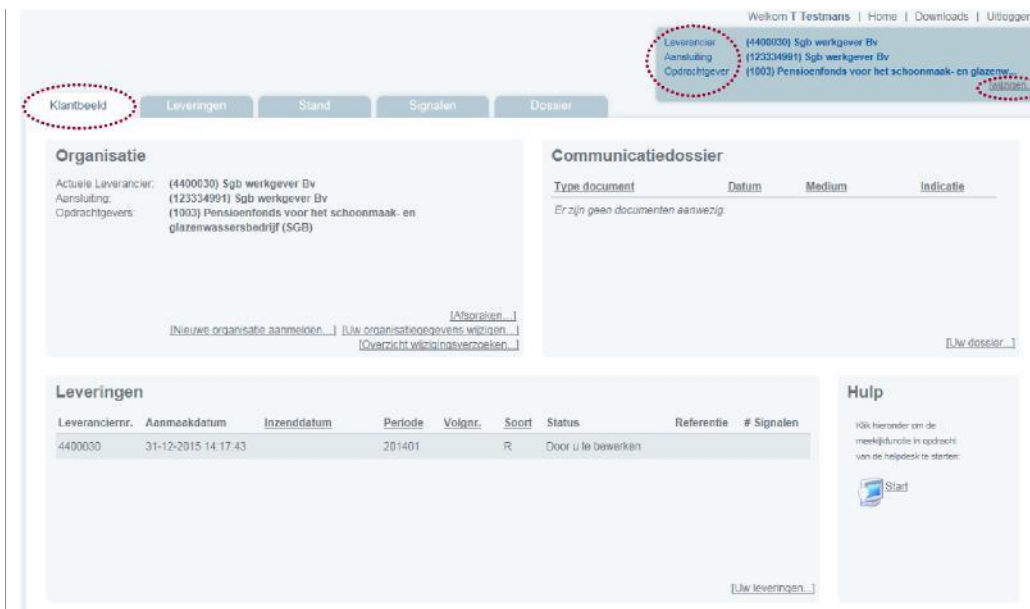 Welkom T Testmans | Home | Downloads | Uitloggen
Leverancier (4400030) Sgb werkgever Bv
Aansluiting (123334991) Sgb werkgever Bv
Opdrachtgever (1003) Pensioenfonds voor het schoonmaak- en glazenw...
[wijzigen...
Klantbeeld Leveringen Stand Signalen Dossier
Organisatie
Actuele Leverancier: (4400030) Sgb werkgever Bv
Aansluiting: (123334991) Sgb werkgever Bv
Opdrachtgevers: (1003) Pensioenfonds voor het schoonmaak- en
glazenwassersbedrijf (SGB)
[Afspraken...]
[Nieuwe organisatie aanmelden...] [Uw organisatiegegevens wijzigen...]
[Overzicht wijzigingsverzoeken...]
Communicatiedossier
Type document Datum Medium Indicatie
Er zijn geen documenten aanwezig.
[Uw dossier...]
Leveringen
Leveranciernr. Aanmaakdatum Inzenddatum Periode Volgnr. Soort Status Referentie # Signalen
4400030 31-12-2015 14:17:43 201401 R Door u te bewerken
[Uw leveringen...]
Hulp
Klik hieronder om de
meekijkfunctie in opdracht
van de helpdesk te starten:
Start